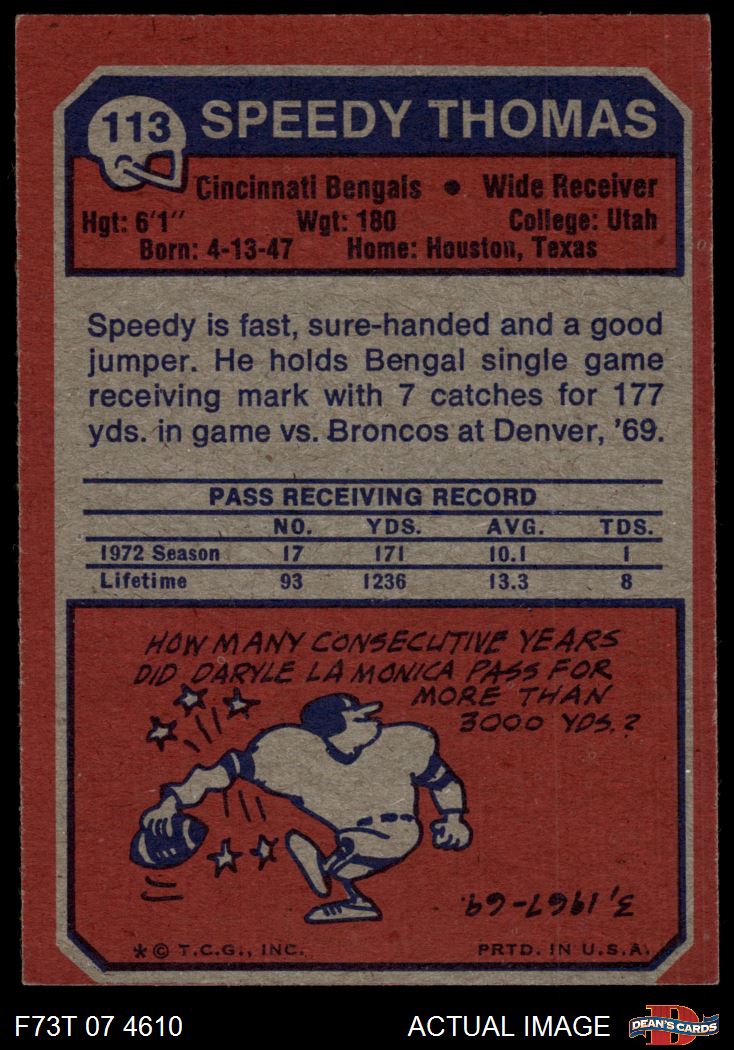 113 SPEEDY THOMAS
Cincinnati Bengals • Wide Receiver
Hgt: 6'1" Wgt: 180 College: Utah
Born: 4-13-47 Home: Houston, Texas
Speedy is fast, sure-handed and a good
jumper. He holds Bengal single game
receiving mark with 7 catches for 177
yds. in game vs. Broncos at Denver, '69.
PASS RECEIVING RECORD
NO. YDS. AVG. TDS.
1972 Season 17 171 10.1 1
Lifetime 93 1236 13.3 8
HOW MANY CONSECUTIVE YEARS
DID DARYLE LAMONICA PASS FOR
MORE THAN
3000 YDS.?
3, 1967-69.
* © T.C.G., INC. PRTD. IN U.S.A.
F73T 07 4610 ACTUAL IMAGE DEAN'S CARDS